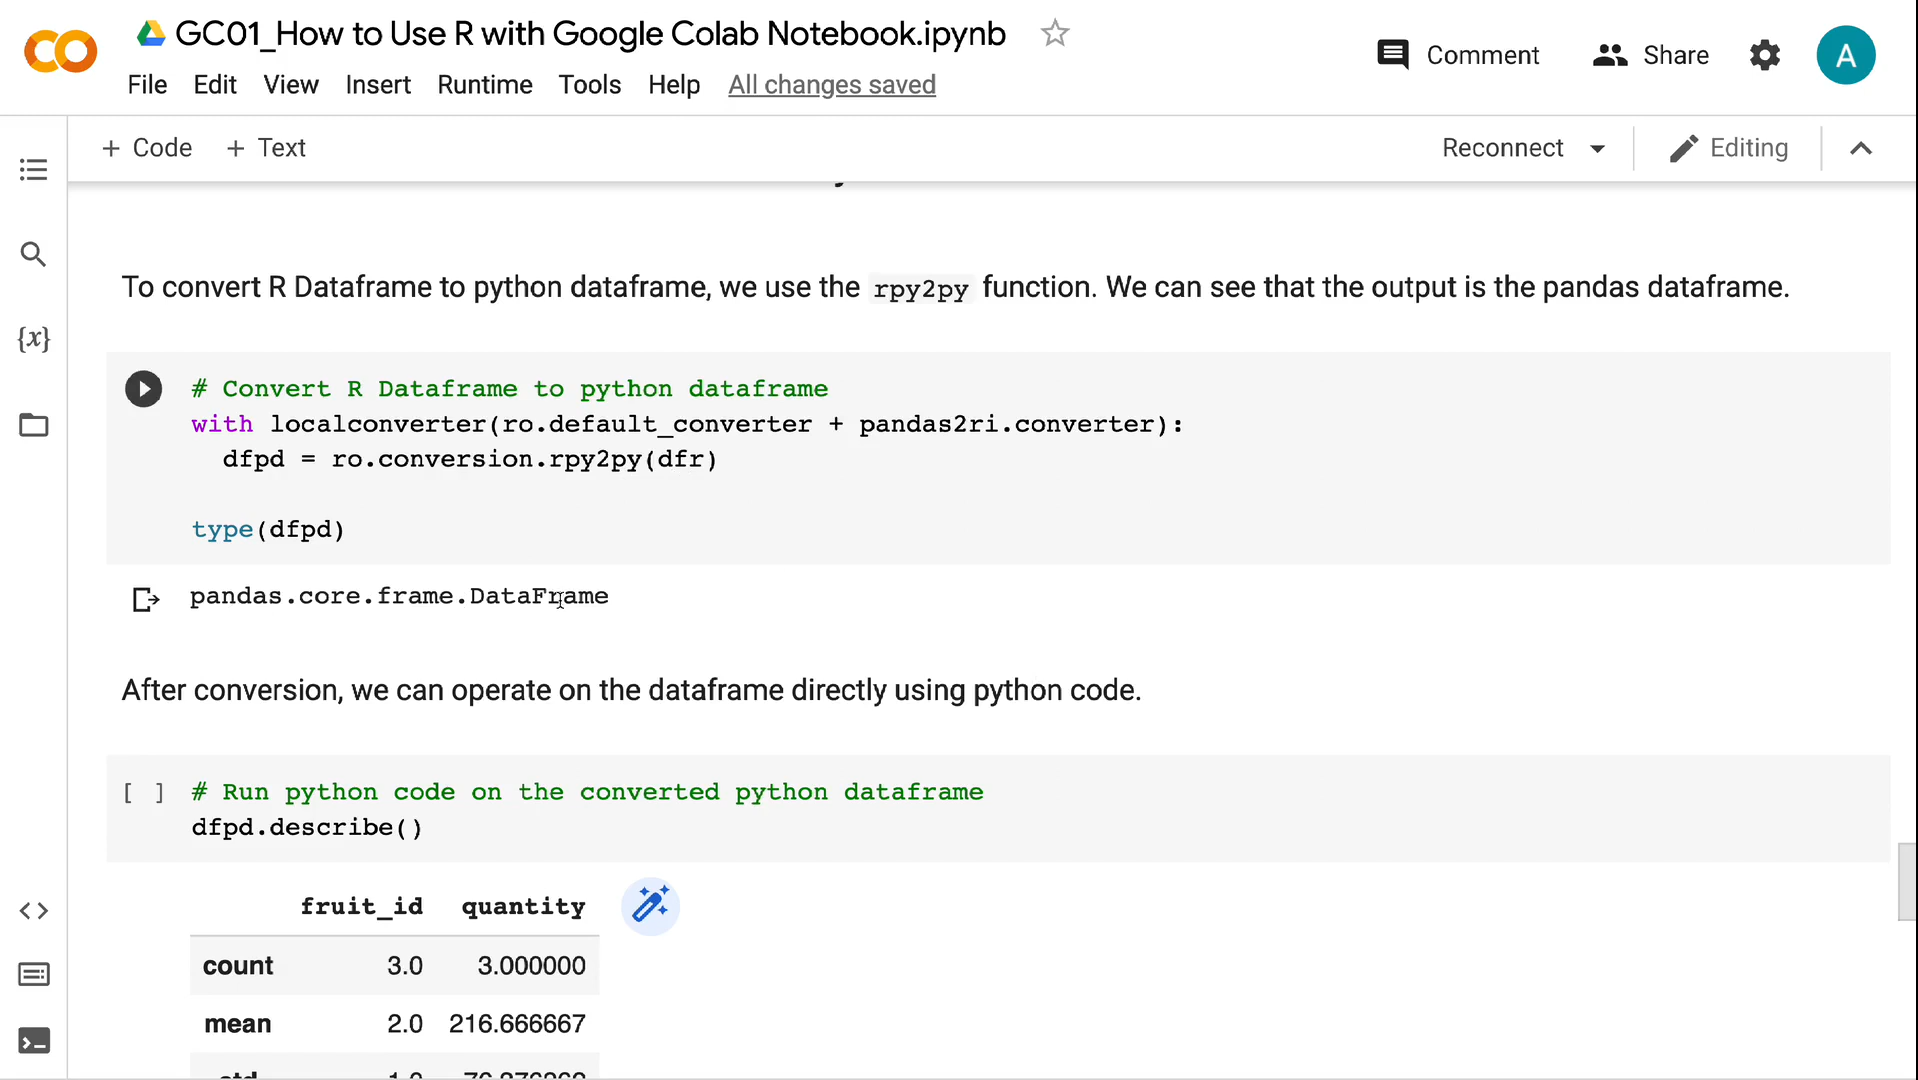 GC01_How to Use R with Google Colab Notebook.ipynb
Comment
Share
A
File Edit View Insert Runtime Tools Help All changes saved
+ Code + Text
Reconnect
Editing
{x}
To convert R Dataframe to python dataframe, we use the rpy2py function. We can see that the output is the pandas dataframe.
# Convert R Dataframe to python dataframe
with localconverter(ro.default_converter + pandas2ri.converter):
dfpd = ro.conversion.rpy2py(dfr)
type(dfpd)
pandas.core.frame.DataFrame
After conversion, we can operate on the dataframe directly using python code.
[ ] # Run python code on the converted python dataframe
dfpd.describe()
fruit_id quantity
count 3.0 3.000000
mean 2.0 216.666667